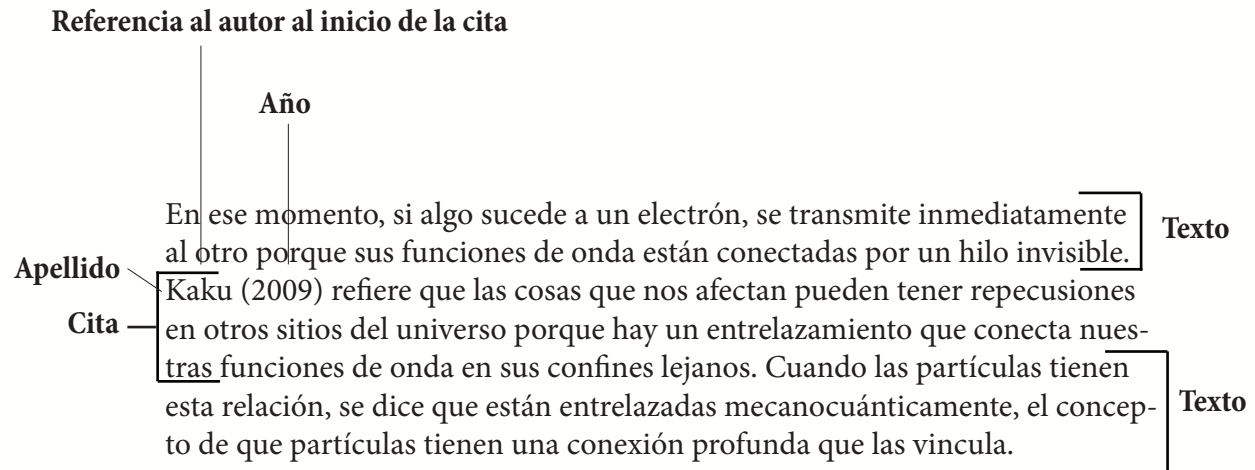 Referencia al autor al inicio de la cita
Año
En ese momento, si algo sucede a un electrón, se transmite inmediatamente
al otro porque sus funciones de onda están conectadas por un hilo invisible.
Texto
Apellido
Kaku (2009) refiere que las cosas que nos afectan pueden tener repecusiones
Cita
en otros sitios del universo porque hay un entrelazamiento que conecta nues-
tras funciones de onda en sus confines lejanos. Cuando las partículas tienen
esta relación, se dice que están entrelazadas mecanocuánticamente, el concep-
Texto
to de que partículas tienen una conexión profunda que las vincula.